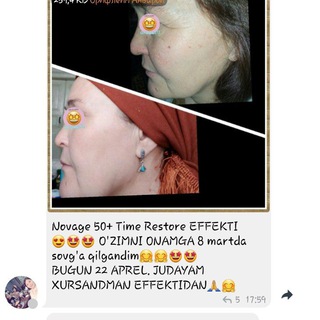 Novage 50+ Time Restore EFFEKTI
😍😍😍 O'ZIMNI ONAMGA 8 martda
sovg'a qilgandim🤗🤗😍😍
BUGUN 22 APREL. JUDAYAM
XURSANDMAN EFFEKTIDAN🙏🤗
5 17:59